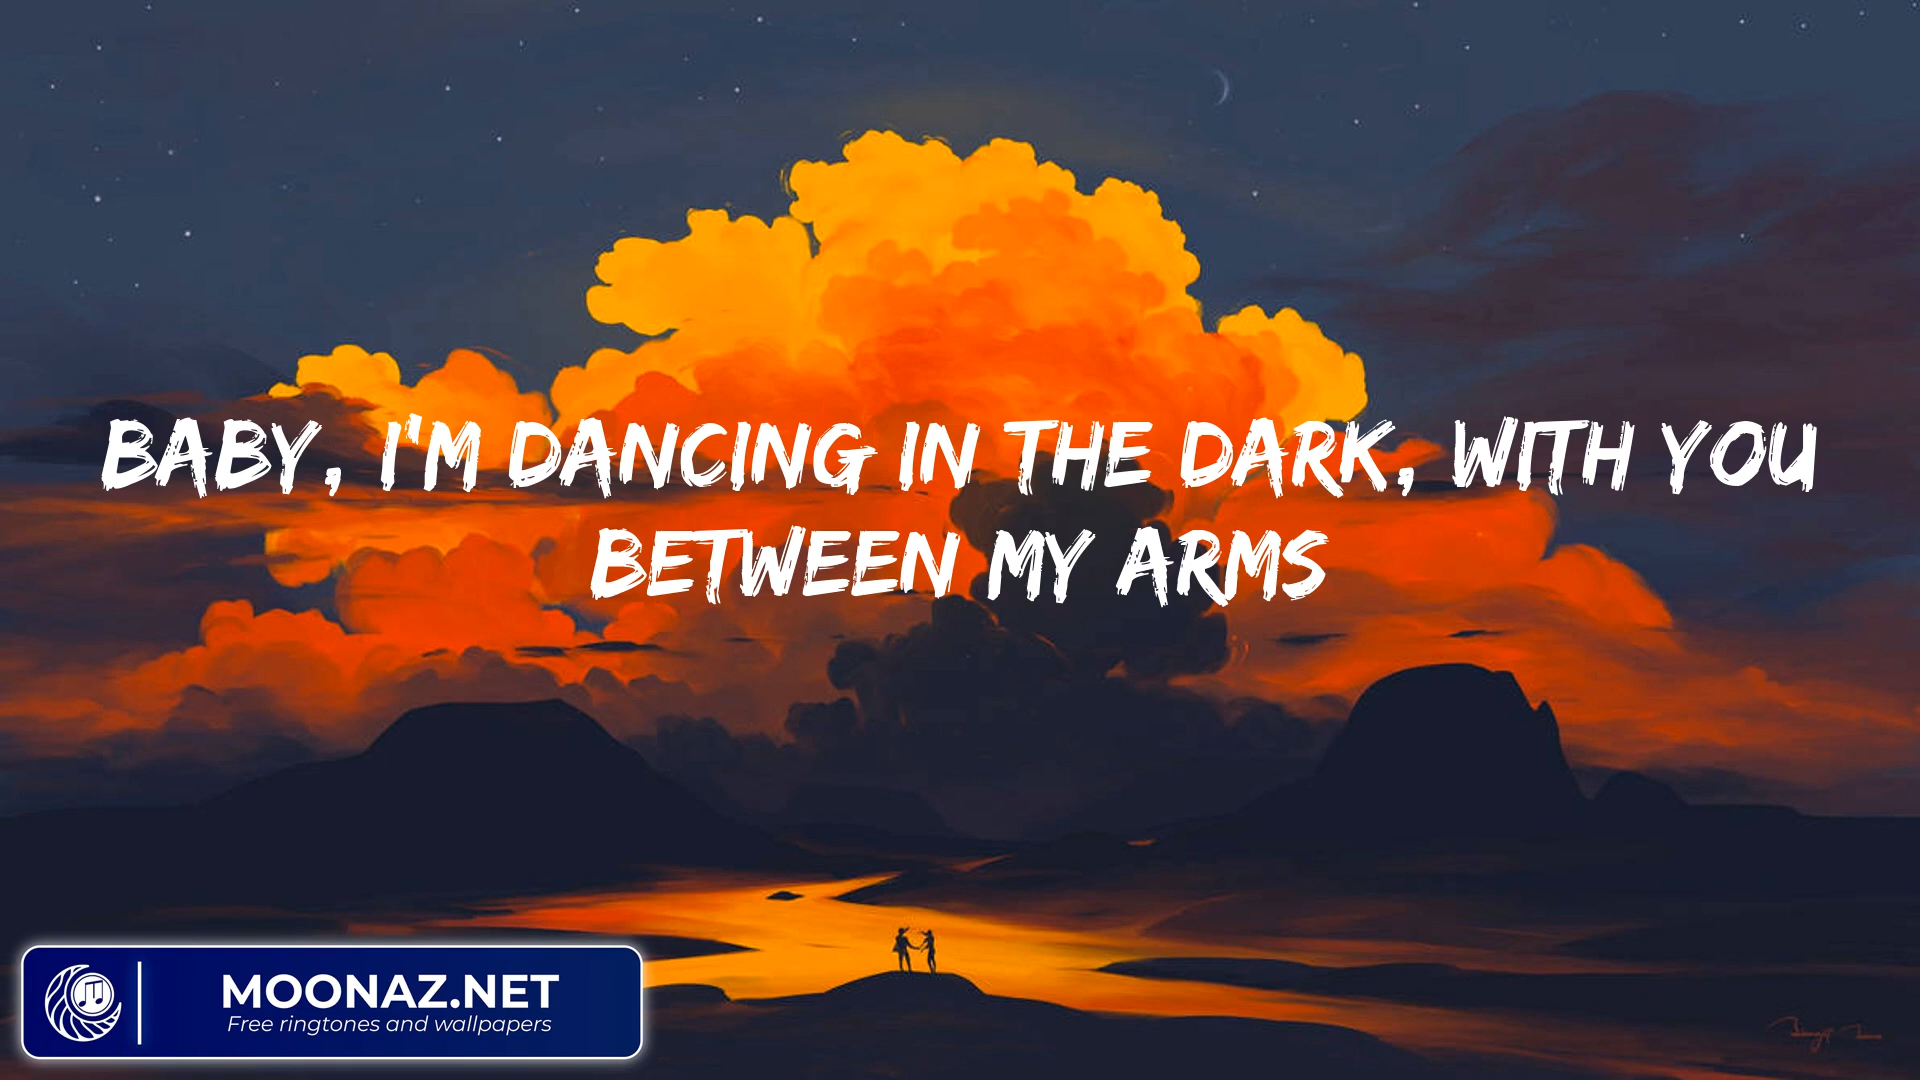 BABY, I'M DANCING IN THE DARK, WITH YOU
BETWEEN MY ARMS
MOONAZ.NET
Free ringtones and wallpapers